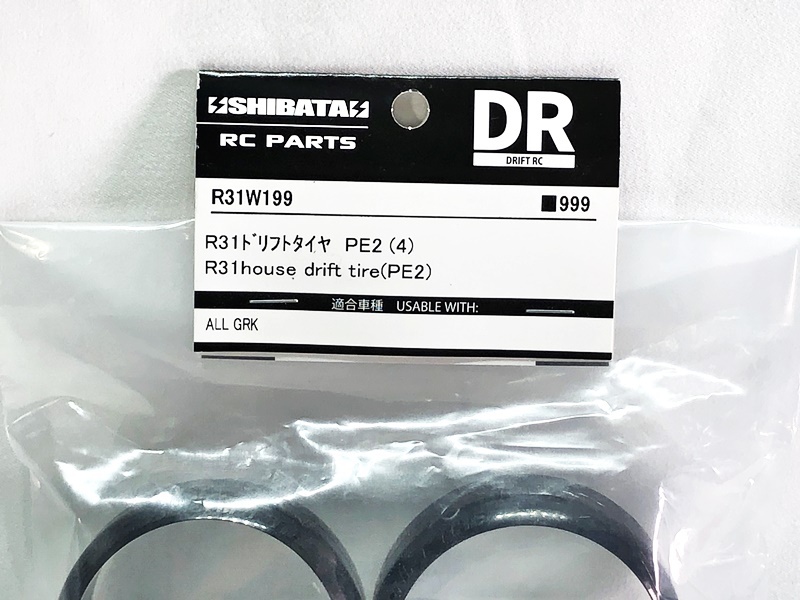 SHIBATA
RC PARTS
DR
DRIFT RC
R31W199
■999
R31ドリフトタイヤ PE2 (4)
R31house drift tire(PE2)
適合車種 USABLE WITH:
ALL GRK